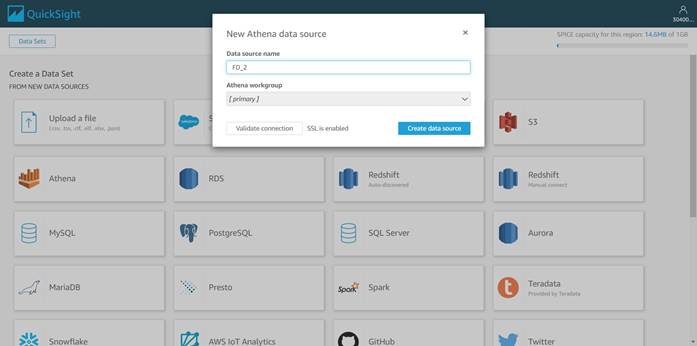 QuickSight
30400...
Data Sets
SPICE capacity for this region: 14.6MB of 1GB
New Athena data source
Data source name
FD_2
Athena workgroup
[ primary ]
Validate connection
SSL is enabled
Create data source
Create a Data Set
FROM NEW DATA SOURCES
Upload a file
(.csv, .tsv, .clf, .elf, .xlsx, .json)
salesforce
S
S3
Athena
RDS
Redshift
Auto-discovered
Redshift
Manual connect
MySQL
PostgreSQL
SQL Server
Aurora
MariaDB
Presto
Spark
Spark
Teradata
Provided by Teradata
Snowflake
AWS IoT Analytics
GitHub
Twitter